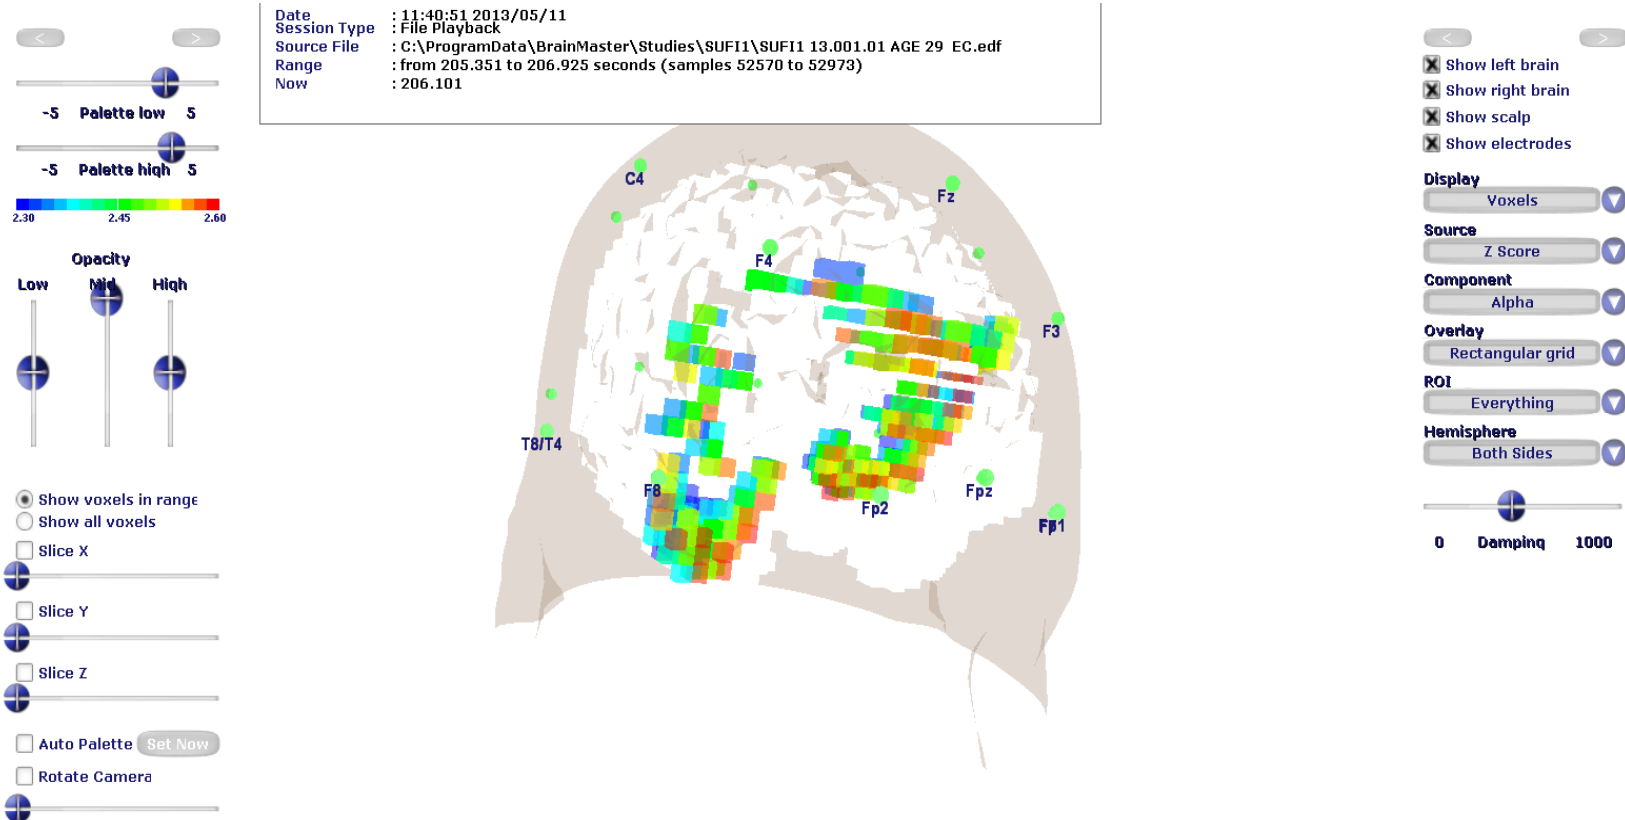 Date : 11:40:51 2013/05/11
Session Type : File Playback
Source File : C:\ProgramData\BrainMaster\Studies\SUFI1\SUFI1 13.001.01 AGE 29 EC.edf
Range : from 205.351 to 206.925 seconds (samples 52570 to 52973)
Now : 206.101
< >
-5 Palette low 5
-5 Palette high 5
2.30 2.45 2.60
Opacity
Low Mid High
Show voxels in range
Show all voxels
Slice X
Slice Y
Slice Z
Auto Palette Set Now
Rotate Camera
C4
Fz
F4
F3
T8/T4
F8
Fp2
Fpz
< >
Show left brain
Show right brain
Show scalp
Show electrodes
Display
Voxels
Source
Z Score
Component
Alpha
Overlay
Rectangular grid
ROI
Everything
Hemisphere
Both Sides
0 Damping 1000